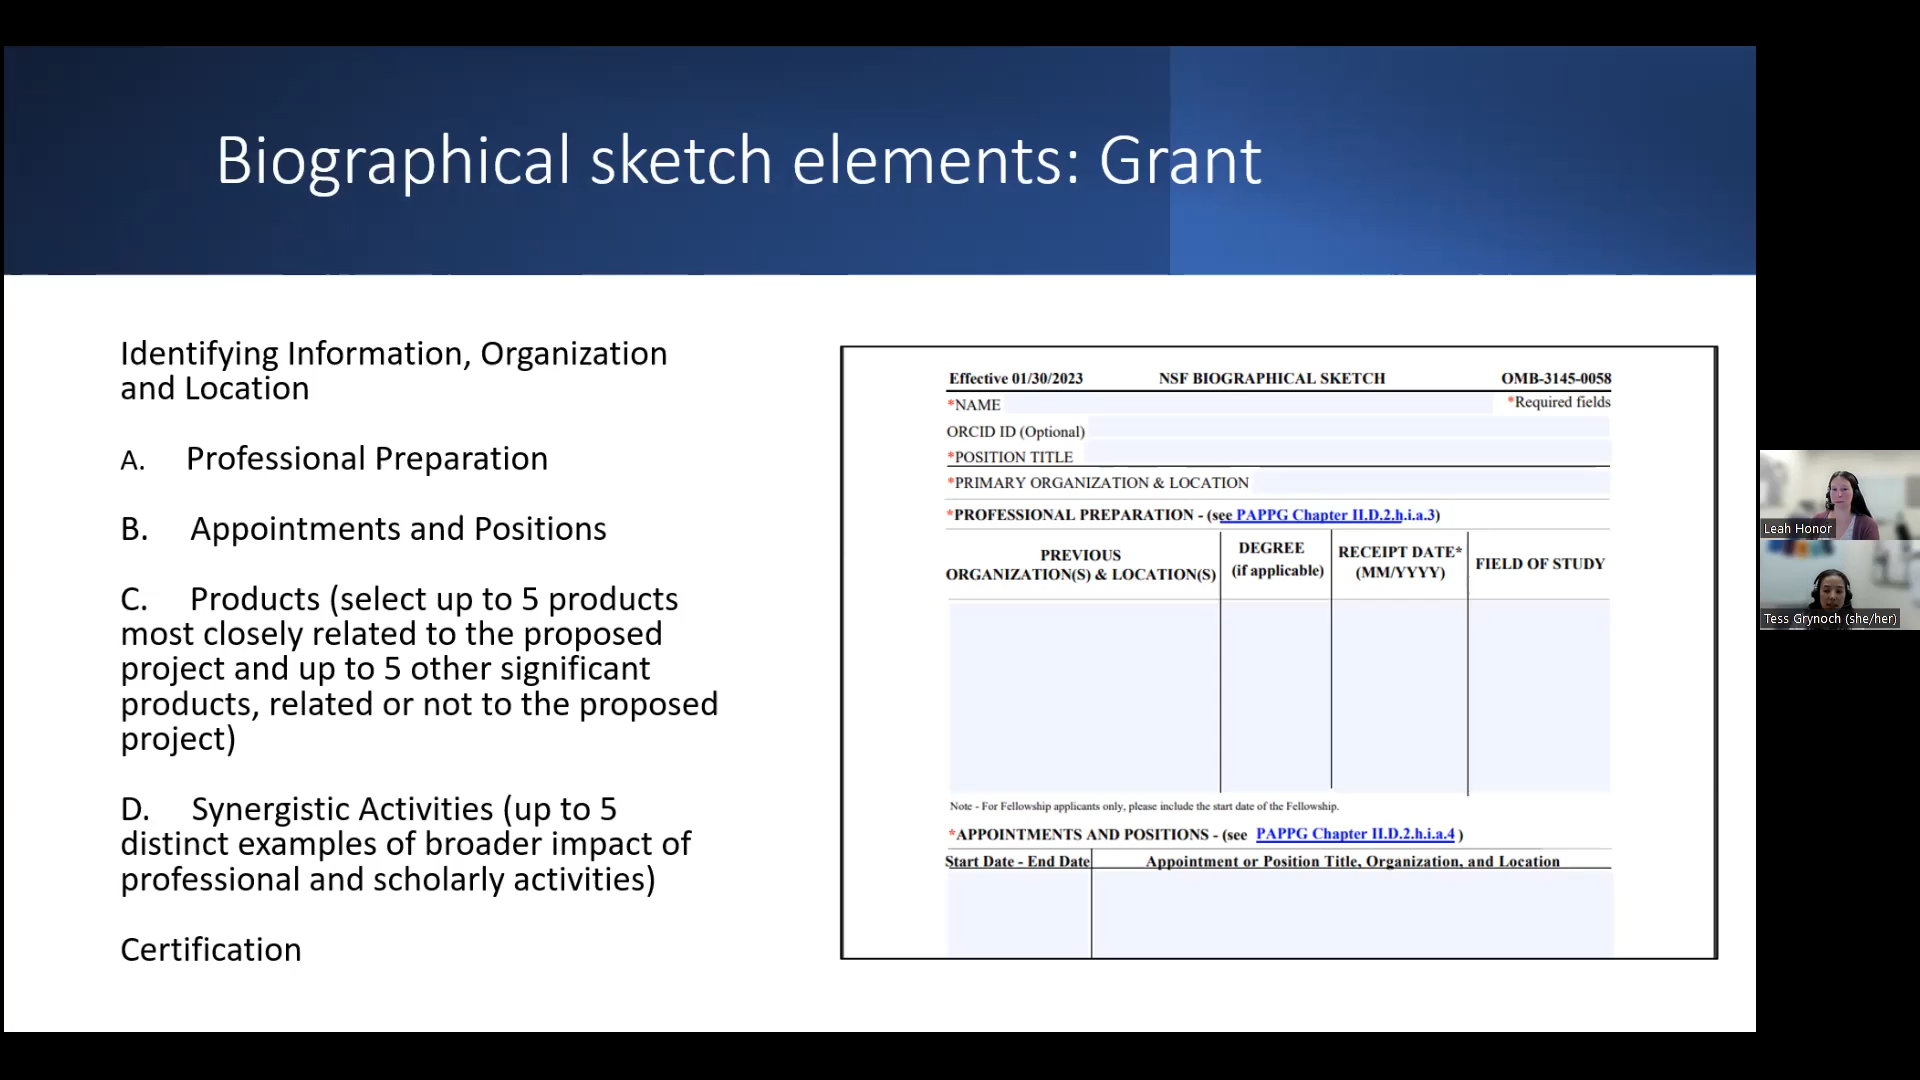 Biographical sketch elements: Grant
Identifying Information, Organization
and Location
A. Professional Preparation
B. Appointments and Positions
C. Products (select up to 5 products
most closely related to the proposed
project and up to 5 other significant
products, related or not to the proposed
project)
D. Synergistic Activities (up to 5
distinct examples of broader impact of
professional and scholarly activities)
Certification
Effective 01/30/2023 NSF BIOGRAPHICAL SKETCH OMB-3145-0058
*NAME *Required fields
ORCID ID (Optional)
*POSITION TITLE
*PRIMARY ORGANIZATION & LOCATION
*PROFESSIONAL PREPARATION - (see PAPPG Chapter II.D.2.h.i.a.3)
PREVIOUS
ORGANIZATION(S) & LOCATION(S)
DEGREE
(if applicable)
RECEIPT DATE*
(MM/YYYY)
FIELD OF STUDY
Note - For Fellowship applicants only, please include the start date of the Fellowship.
*APPOINTMENTS AND POSITIONS - (see PAPPG Chapter II.D.2.h.i.a.4 )
Start Date - End Date Appointment or Position Title, Organization, and Location
Leah Honor
Tess Grynoch (she/her)